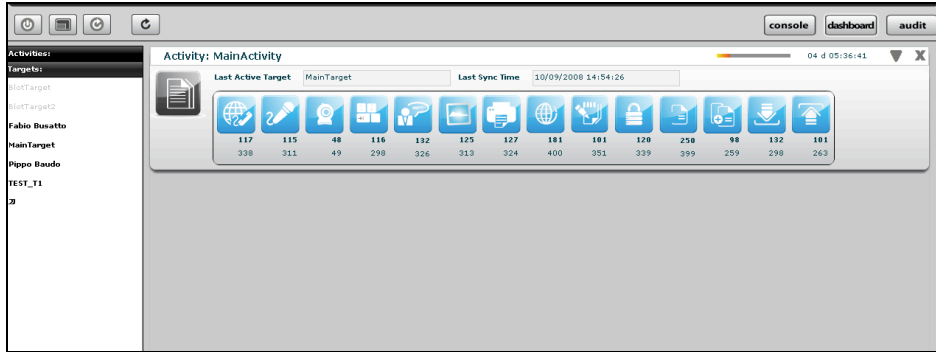 console dashboard audit
Activities:
Targets:
BlotTarget
BlotTarget2
Fabio Busatto
MainTarget
Pippo Baudo
TEST_T1
Activity: MainActivity
04 d 05:36:41
Last Active Target MainTarget Last Sync Time 10/09/2008 14:54:26
117 115 48 116 132 125 127 181 101 120 250 98 132 101
338 311 49 298 326 313 324 400 351 339 399 259 298 263